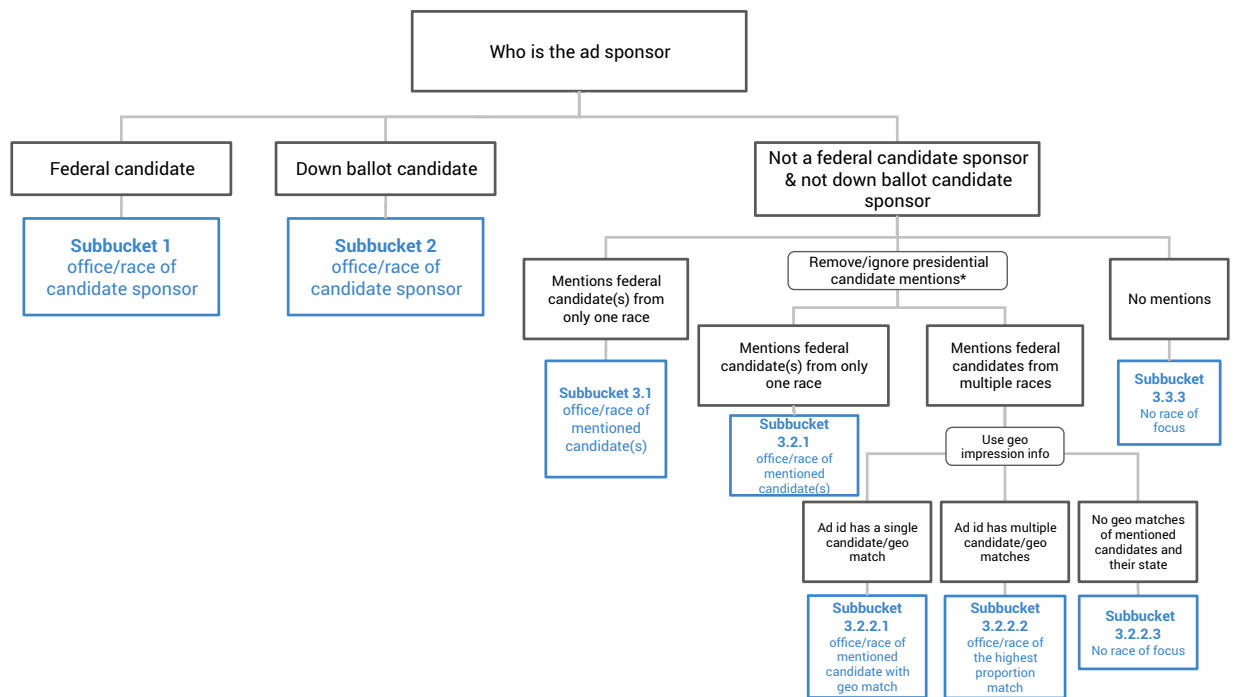 Who is the ad sponsor
Federal candidate
Down ballot candidate
Not a federal candidate sponsor
& not down ballot candidate
sponsor
Subbucket 1
office/race of
candidate sponsor
Subbucket 2
office/race of
candidate sponsor
Mentions federal
candidate(s) from
only one race
Remove/ignore presidential
candidate mentions*
No mentions
Subbucket 3.1
office/race of
mentioned
candidate(s)
Mentions federal
candidate(s) from only
one race
Mentions federal
candidates from
multiple races
Subbucket
3.3.3
No race of
focus
Subbucket
3.2.1
office/race of
mentioned
candidate(s)
Use geo
impression info
Ad id has a single
candidate/geo
match
Ad id has multiple
candidate/geo
matches
No geo matches
of mentioned
candidates and
their state
Subbucket
3.2.2.1
office/race of
mentioned
candidate with
geo match
Subbucket
3.2.2.2
office/race of
the highest
proportion
match
Subbucket
3.2.2.3
No race of focus